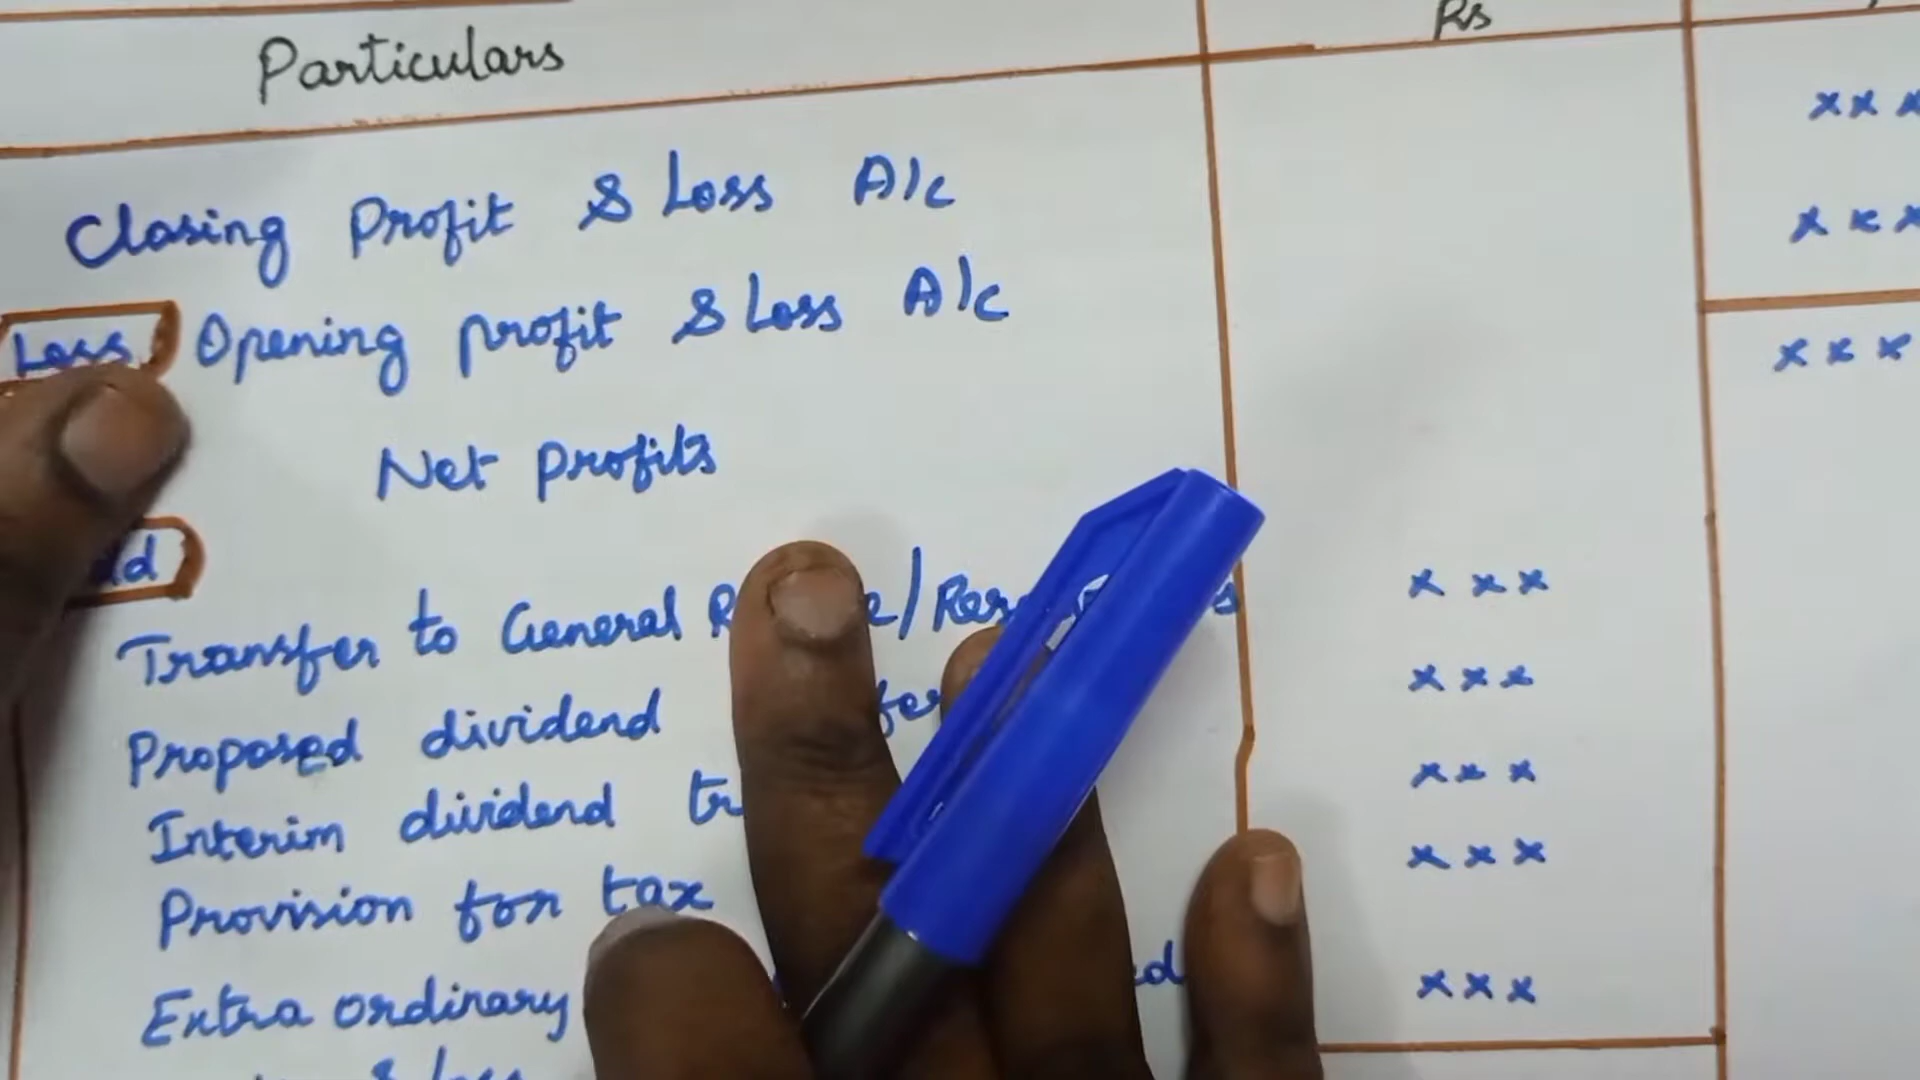 Particulars Rs
Closing Profit & Loss A/c xxx
Less Opening profit & Loss A/c xxx
Net Profits xxx
Transfer to General xxx
Proposed dividend xxx
Interim dividend xxx
Provision for tax xxx
Extra ordinary xxx
& loss